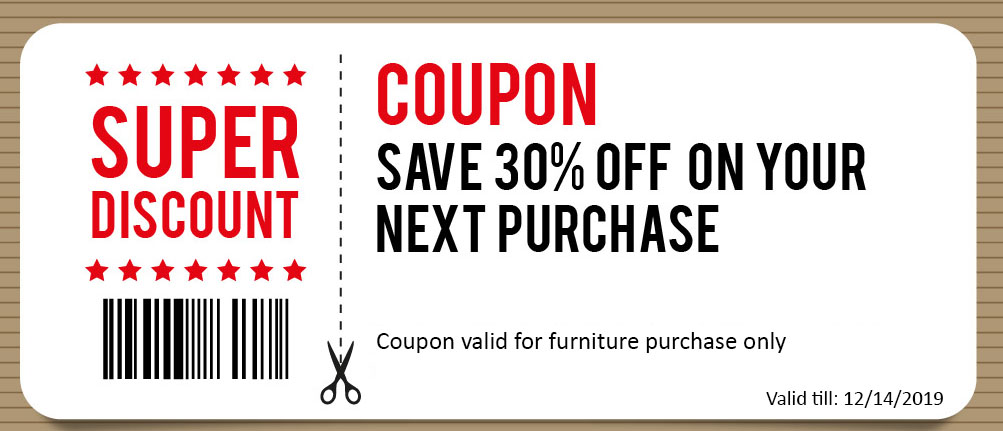 SUPER
DISCOUNT
COUPON
SAVE 30% OFF ON YOUR
NEXT PURCHASE
Coupon valid for furniture purchase only
Valid till: 12/14/2019